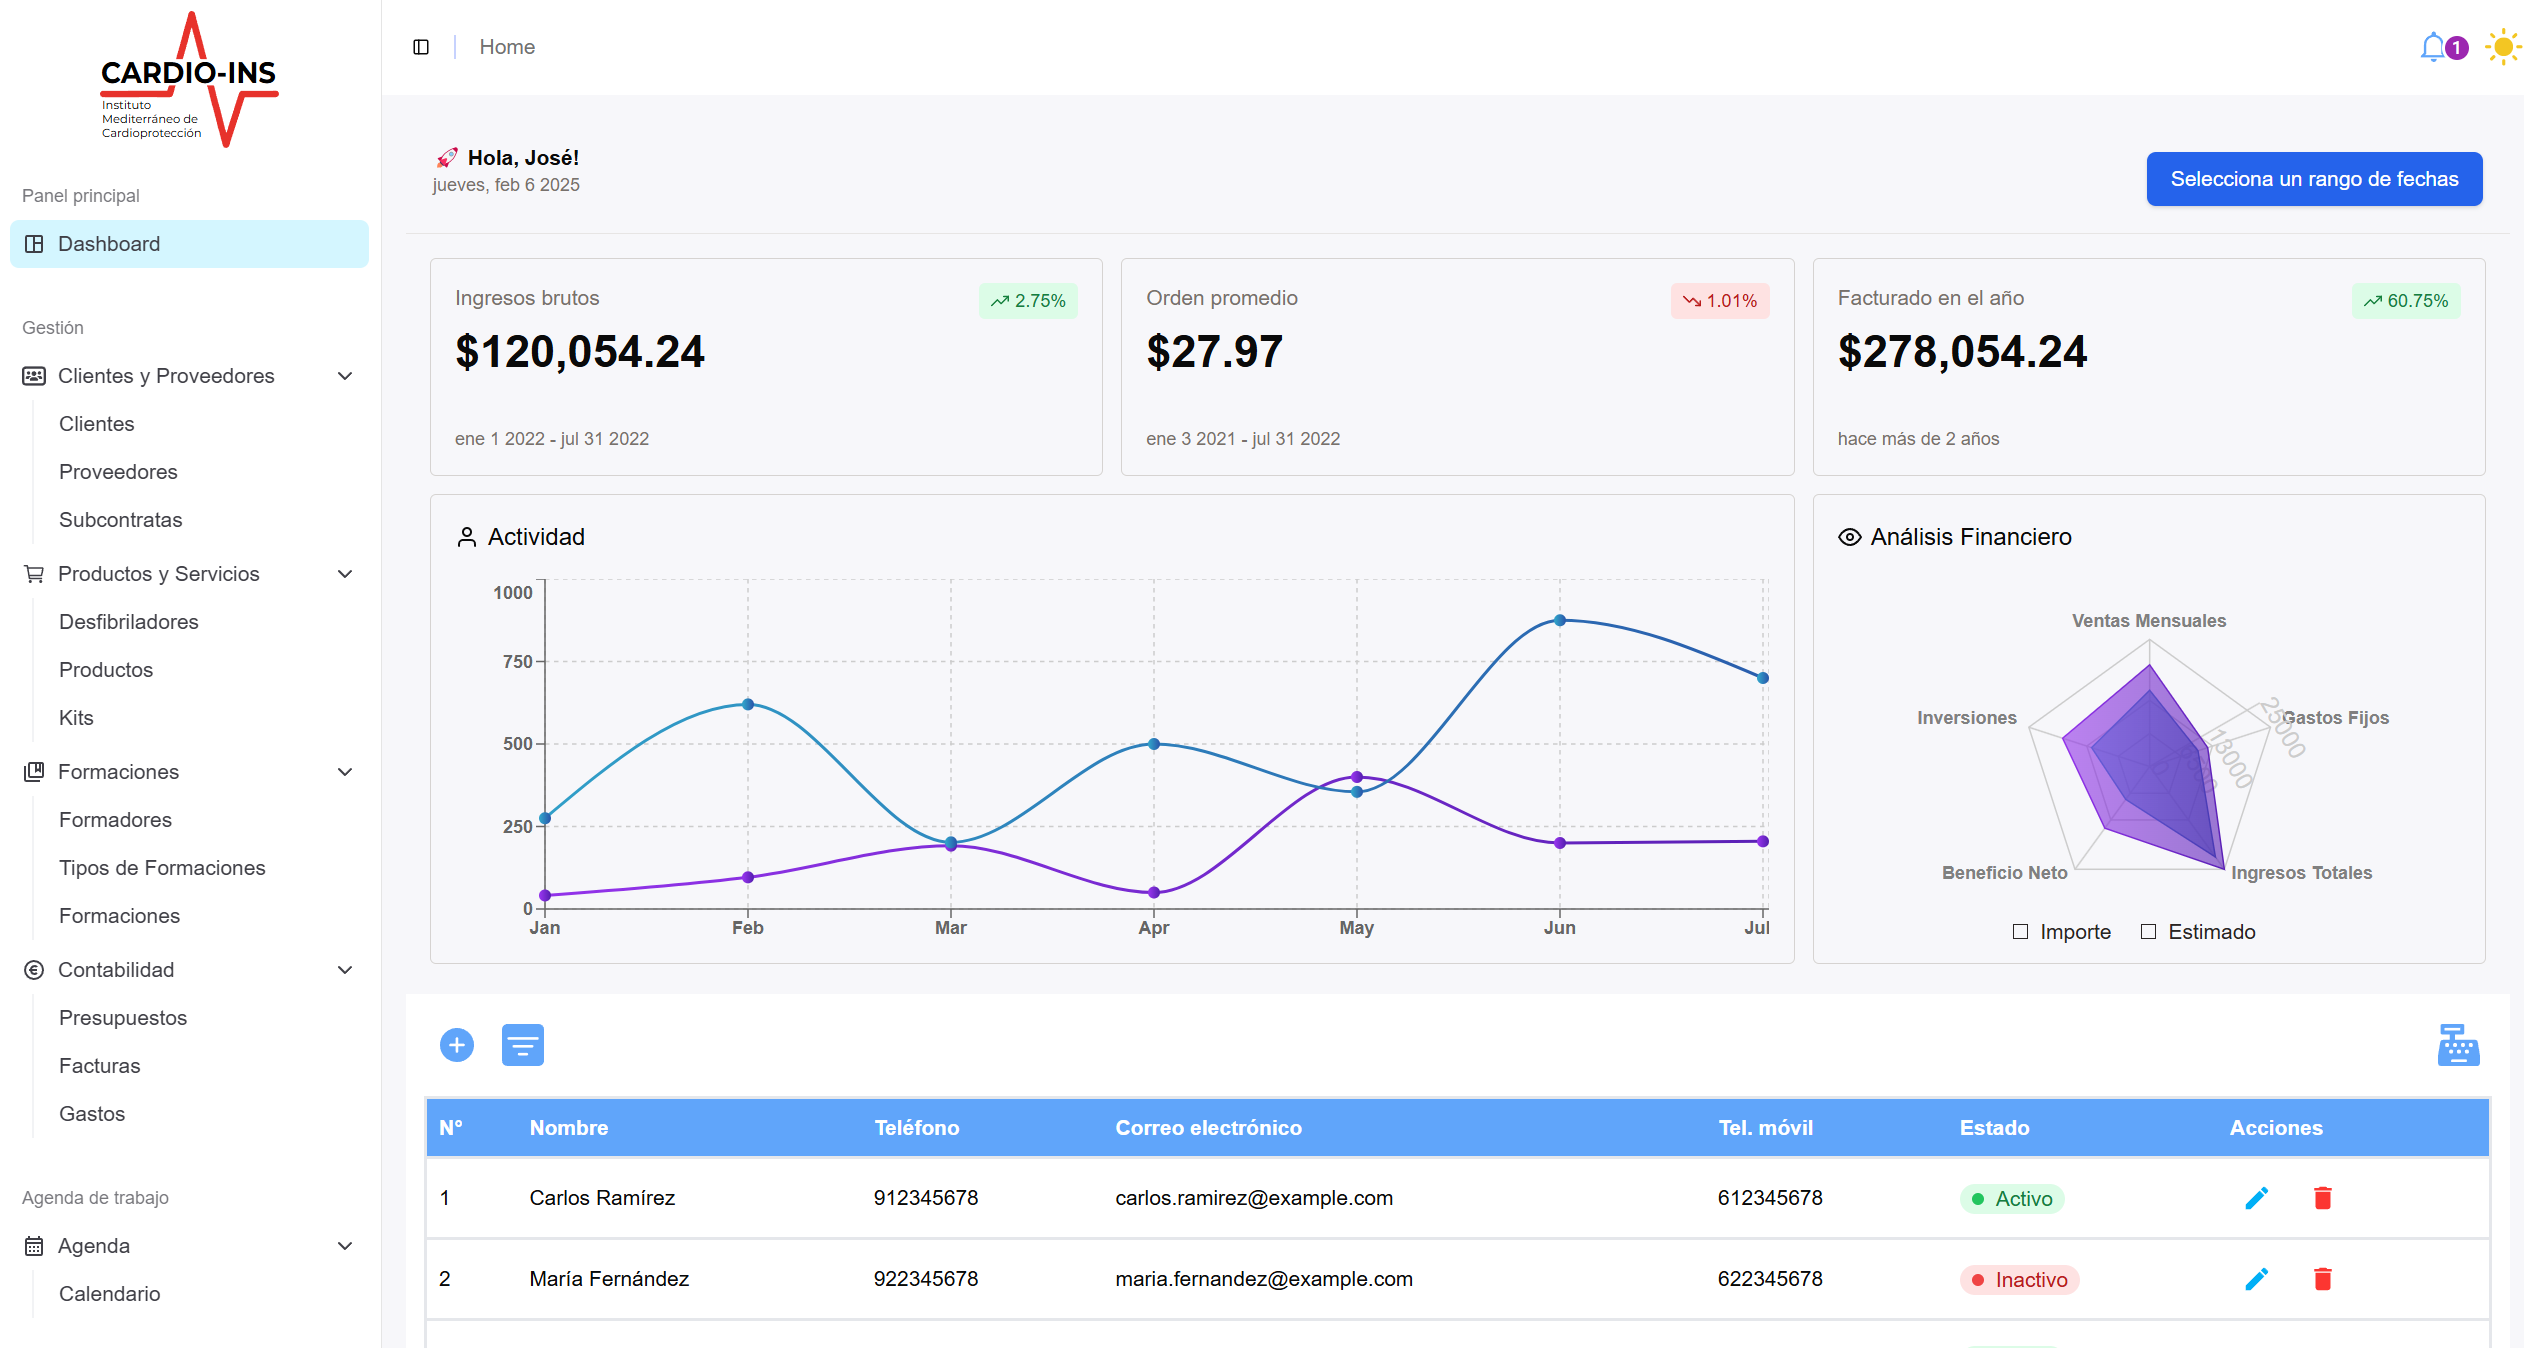 CARDIO-INS
Instituto
Mediterráneo de
Cardioprotección
Panel principal
Dashboard
Gestión
Clientes y Proveedores
Clientes
Proveedores
Subcontratas
Productos y Servicios
Desfibriladores
Productos
Kits
Formaciones
Formadores
Tipos de Formaciones
Formaciones
Contabilidad
Presupuestos
Facturas
Gastos
Agenda de trabajo
Agenda
Calendario
Home
1
Hola, José!
jueves, feb 6 2025
Selecciona un rango de fechas
Ingresos brutos
2.75%
$120,054.24
ene 1 2022 - jul 31 2022
Orden promedio
1.01%
$27.97
ene 3 2021 - jul 31 2022
Facturado en el año
60.75%
$278,054.24
hace más de 2 años
Actividad
1000
750
500
250
0
Jan Feb Mar Apr May Jun Jul
Análisis Financiero
Ventas Mensuales
Gastos Fijos
Ingresos Totales
Beneficio Neto
Inversiones
13000
25000
Importe Estimado
Nº Nombre Teléfono Correo electrónico Tel. móvil Estado Acciones
1 Carlos Ramírez 912345678 carlos.ramirez@example.com 612345678 Activo
2 María Fernández 922345678 maria.fernandez@example.com 622345678 Inactivo